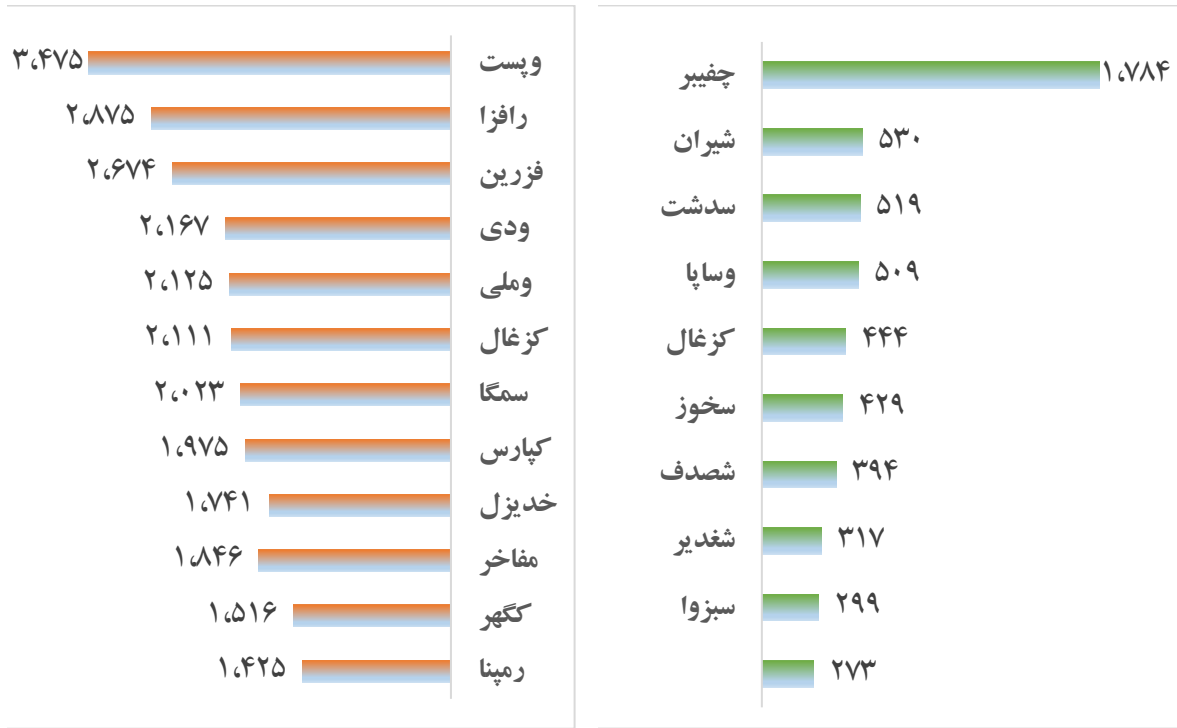 وپست ۳،۴۷۵
رافزا ۲،۸۷۵
فزرین ۲،۶۷۴
ودی ۲،۱۶۷
وملی ۲،۱۲۵
کزغال ۲،۱۱۱
سمگا ۲،۰۲۳
کپارس ۱،۹۷۵
خدیزل ۱،۷۴۱
مفاخر ۱،۸۴۶
کگهر ۱،۵۱۶
رمپنا ۱،۴۲۵
چفیبر ۱،۷۸۴
شیران ۵۳۰
سدشت ۵۱۹
وساپا ۵۰۹
کزغال ۴۴۴
سخوز ۴۲۹
شصدف ۳۹۴
شغدیر ۳۱۷
سبزوا ۲۹۹
۲۷۳